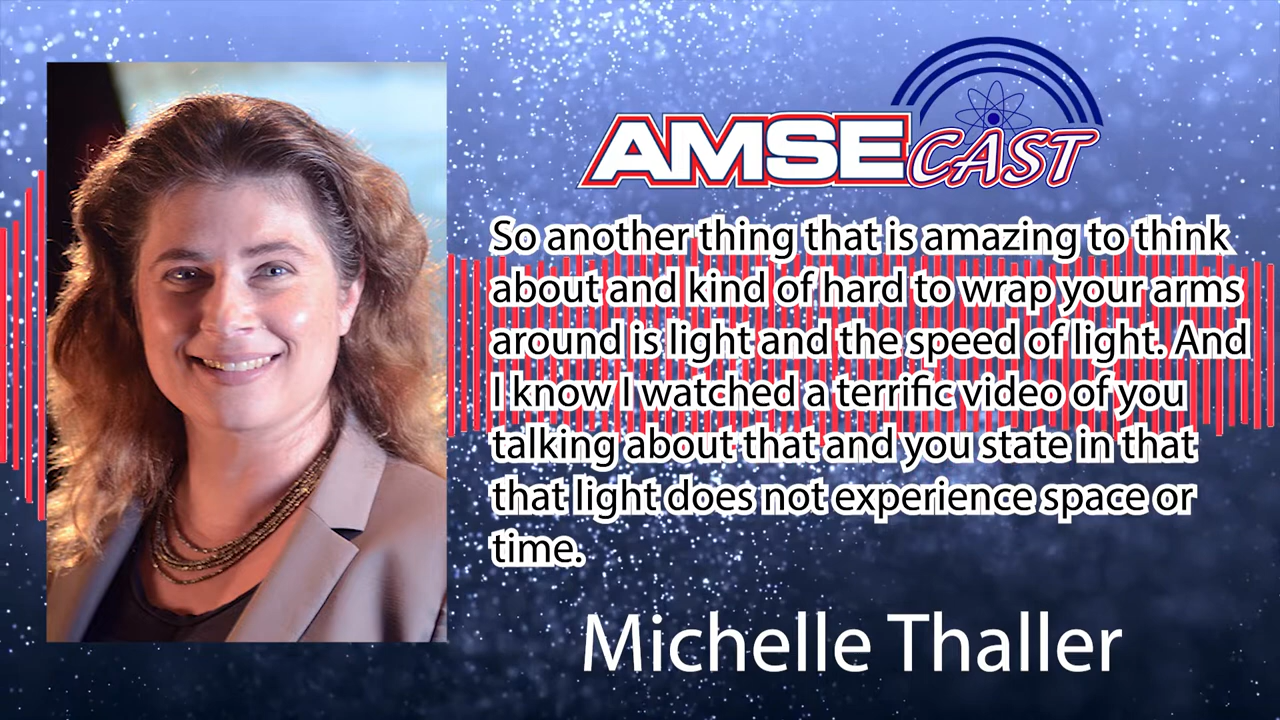 AMSE CAST
So another thing that is amazing to think
about and kind of hard to wrap your arms
around is light and the speed of light. And
I know I watched a terrific video of you
talking about that and you state in that
that light does not experience space or
time.
Michelle Thaller